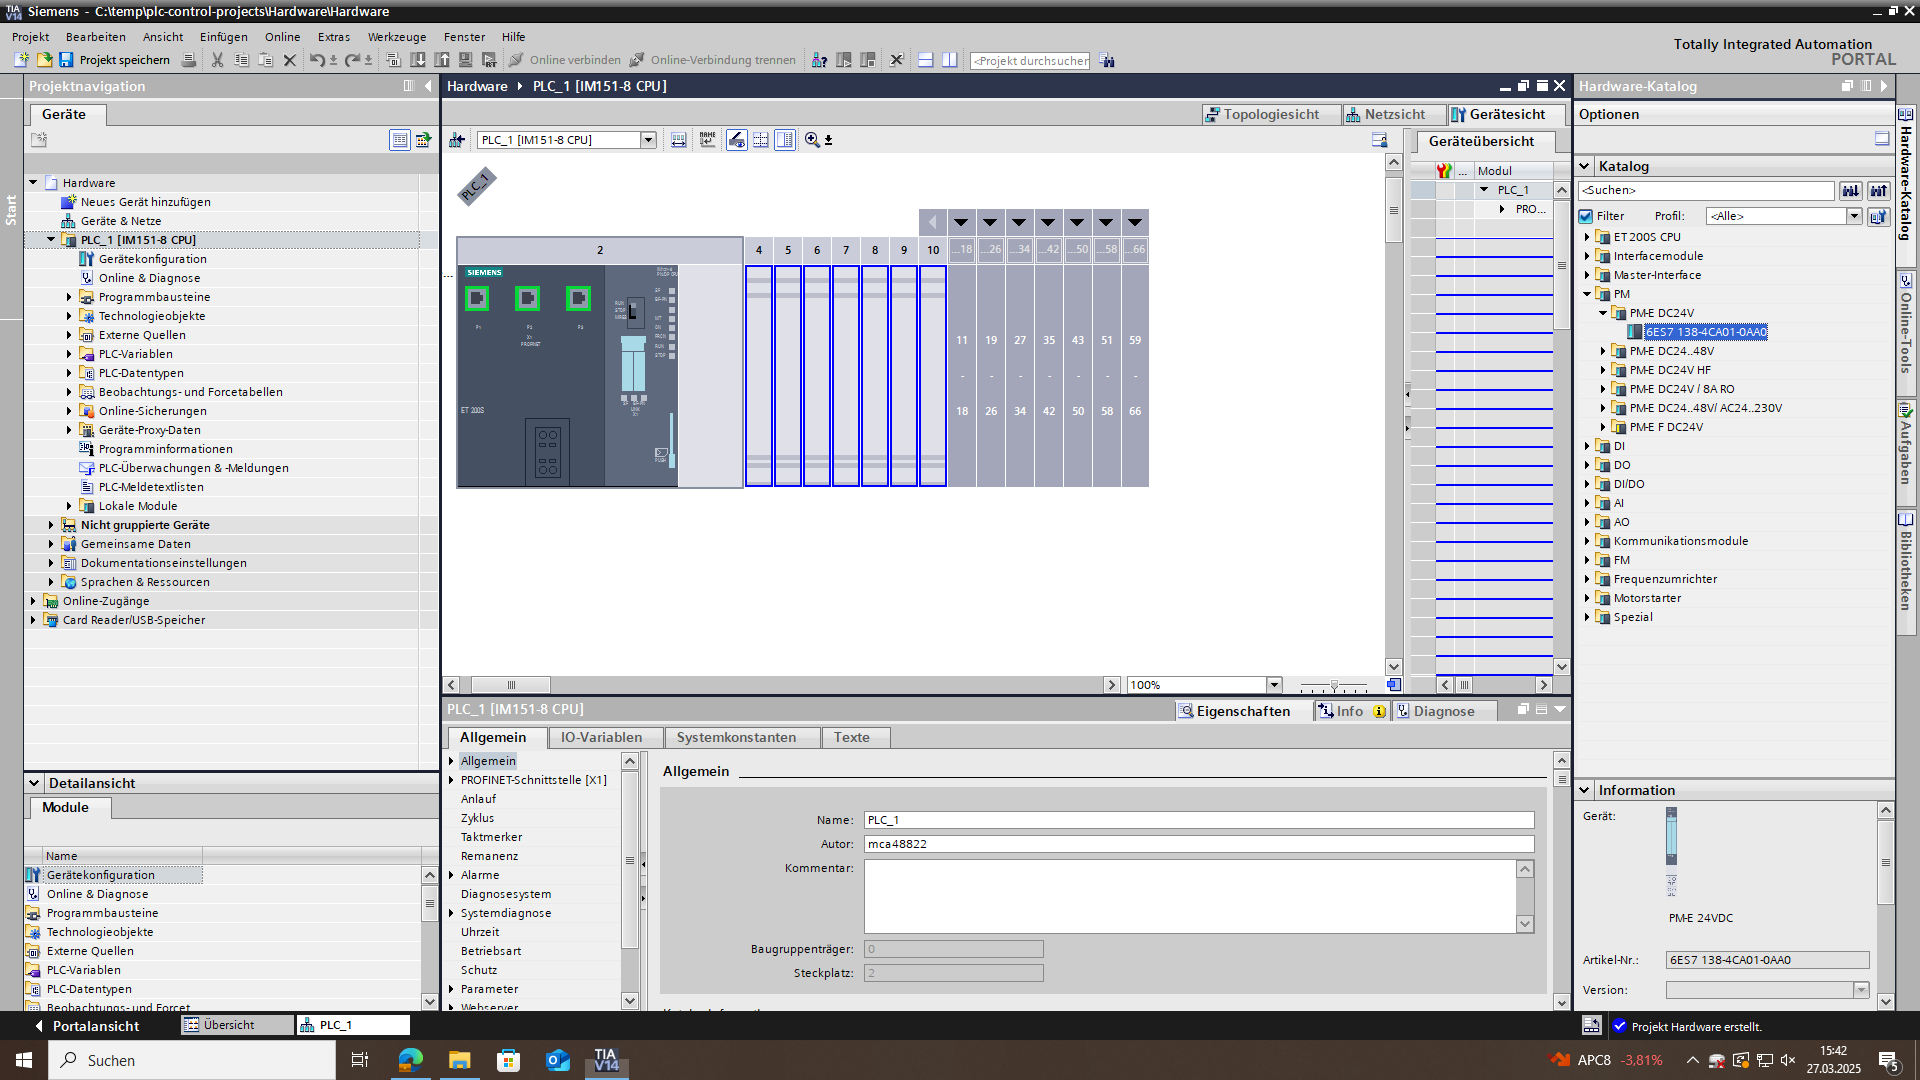 Siemens - C:\temp\plc-control-projects\Hardware\Hardware
Projekt Bearbeiten Ansicht Einfügen Online Extras Werkzeuge Fenster Hilfe
Totally Integrated Automation
PORTAL
Projekt speichern
Online verbinden
Online-Verbindung trennen
<Projekt durchsuchen
Projektnavigation
Geräte
Start
Hardware
Neues Gerät hinzufügen
Geräte & Netze
PLC_1 [IM151-8 CPU]
Gerätekonfiguration
Online & Diagnose
Programmbausteine
Technologieobjekte
Externe Quellen
PLC-Variablen
PLC-Datentypen
Beobachtungs- und Forcetabellen
Online-Sicherungen
Geräte-Proxy-Daten
Programminformationen
PLC-Überwachungen & -Meldungen
PLC-Meldetextlisten
Lokale Module
Nicht gruppierte Geräte
Gemeinsame Daten
Dokumentationseinstellungen
Sprachen & Ressourcen
Online-Zugänge
Card Reader/USB-Speicher
Detailansicht
Module
Name
Gerätekonfiguration
Online & Diagnose
Programmbausteine
Technologieobjekte
Externe Quellen
PLC-Variablen
PLC-Datentypen
Beobachtungs- und Forcet
Hardware PLC_1 [IM151-8 CPU]
Topologiesicht Netzsicht Gerätesicht
PLC_1 [IM151-8 CPU]
PLC_1
2 4 5 6 7 8 9 10 ...18 ...26 ...34 ...42 ...50 ...58 ...66
SIEMENS
ET 200S
11 19 27 35 43 51 59
- - - - - - -
18 26 34 42 50 58 66
100%
Geräteübersicht
... Modul
PLC_1
PRO...
PLC_1 [IM151-8 CPU]
Eigenschaften Info Diagnose
Allgemein IO-Variablen Systemkonstanten Texte
Allgemein
PROFINET-Schnittstelle [X1]
Anlauf
Zyklus
Taktmerker
Remanenz
Alarme
Diagnosesystem
Systemdiagnose
Uhrzeit
Betriebsart
Schutz
Parameter
Webserver
Allgemein
Name: PLC_1
Autor: mca48822
Kommentar:
Baugruppenträger: 0
Steckplatz: 2
Hardware-Katalog
Optionen
Katalog
<Suchen>
Filter Profil: <Alle>
ET 200S CPU
Interfacemodule
Master-Interface
PM
PM-E DC24V
6ES7 138-4CA01-0AA0
PM-E DC24..48V
PM-E DC24V HF
PM-E DC24V / 8A RO
PM-E DC24..48V/ AC24..230V
PM-E F DC24V
DI
DO
DI/DO
AI
AO
Kommunikationsmodule
FM
Frequenzumrichter
Motorstarter
Spezial
Information
Gerät:
PM-E 24VDC
Artikel-Nr.: 6ES7 138-4CA01-0AA0
Version:
Hardware-Katalog
Online-Tools
Aufgaben
Bibliotheken
Portalansicht Übersicht PLC_1
Projekt Hardware erstellt.
Suchen
TIA V14
APC8 -3,81%
15:42
27.03.2025
5